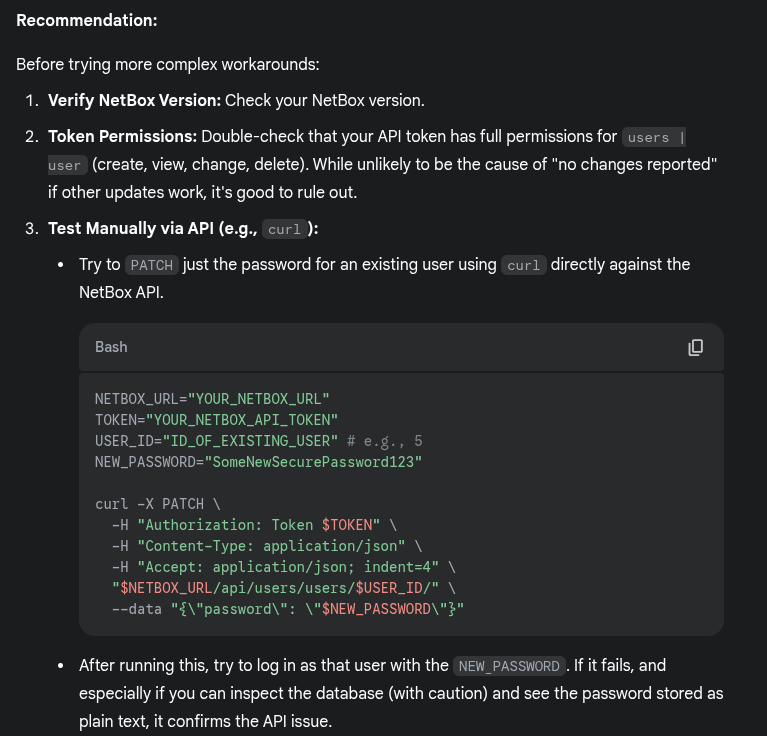 Recommendation:
Before trying more complex workarounds:
1. Verify NetBox Version: Check your NetBox version.
2. Token Permissions: Double-check that your API token has full permissions for users |
user (create, view, change, delete). While unlikely to be the cause of "no changes reported"
if other updates work, it's good to rule out.
3. Test Manually via API (e.g., curl ):
• Try to PATCH just the password for an existing user using curl directly against the
NetBox API.
Bash
NETBOX_URL="YOUR_NETBOX_URL"
TOKEN="YOUR_NETBOX_API_TOKEN"
USER_ID="ID_OF_EXISTING_USER" # e.g., 5
NEW_PASSWORD="SomeNewSecurePassword123"
curl -X PATCH \
-H "Authorization: Token $TOKEN" \
-H "Content-Type: application/json" \
-H "Accept: application/json; indent=4" \
"$NETBOX_URL/api/users/users/$USER_ID/" \
--data "{\"password\": \"$NEW_PASSWORD\"}"
• After running this, try to log in as that user with the NEW_PASSWORD . If it fails, and
especially if you can inspect the database (with caution) and see the password stored as
plain text, it confirms the API issue.